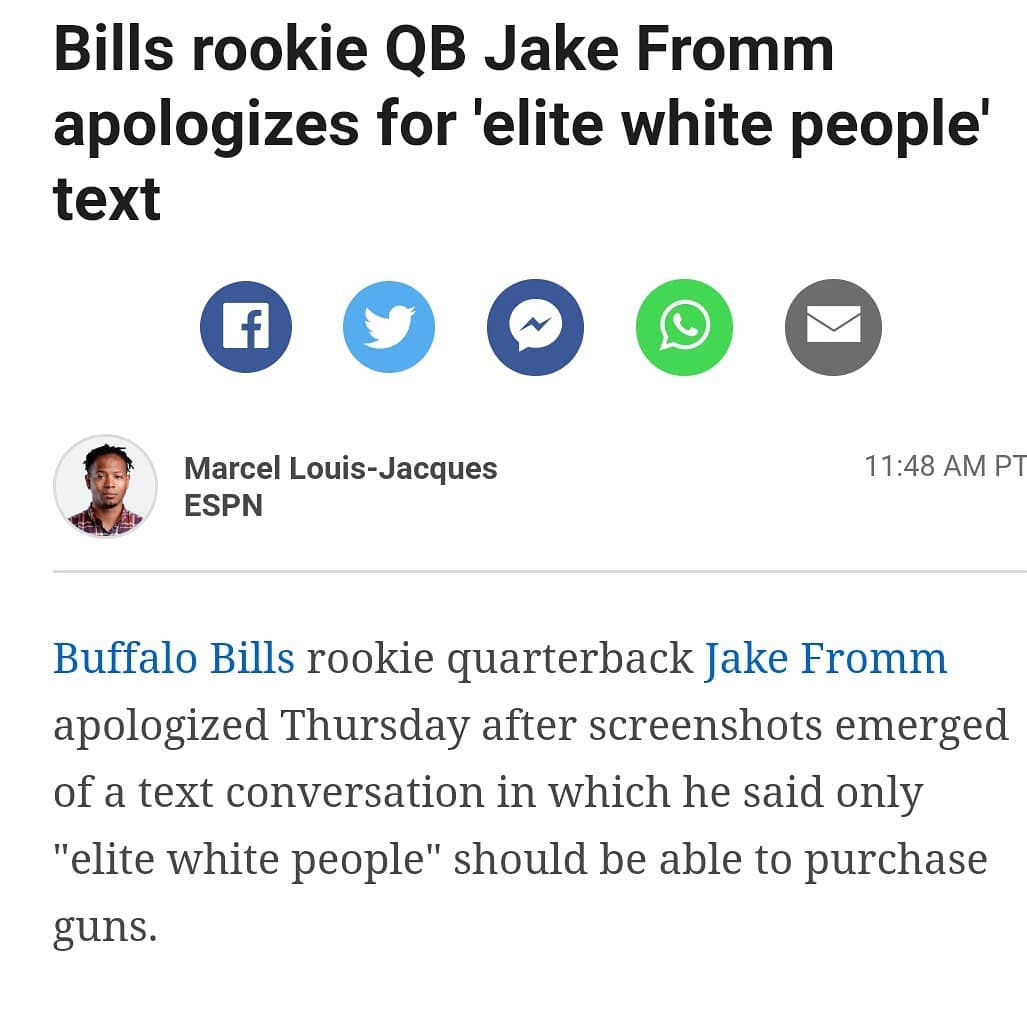 Bills rookie QB Jake Fromm
apologizes for 'elite white people'
text
Marcel Louis-Jacques
ESPN
11:48 AM PT
Buffalo Bills rookie quarterback Jake Fromm
apologized Thursday after screenshots emerged
of a text conversation in which he said only
"elite white people" should be able to purchase
guns.